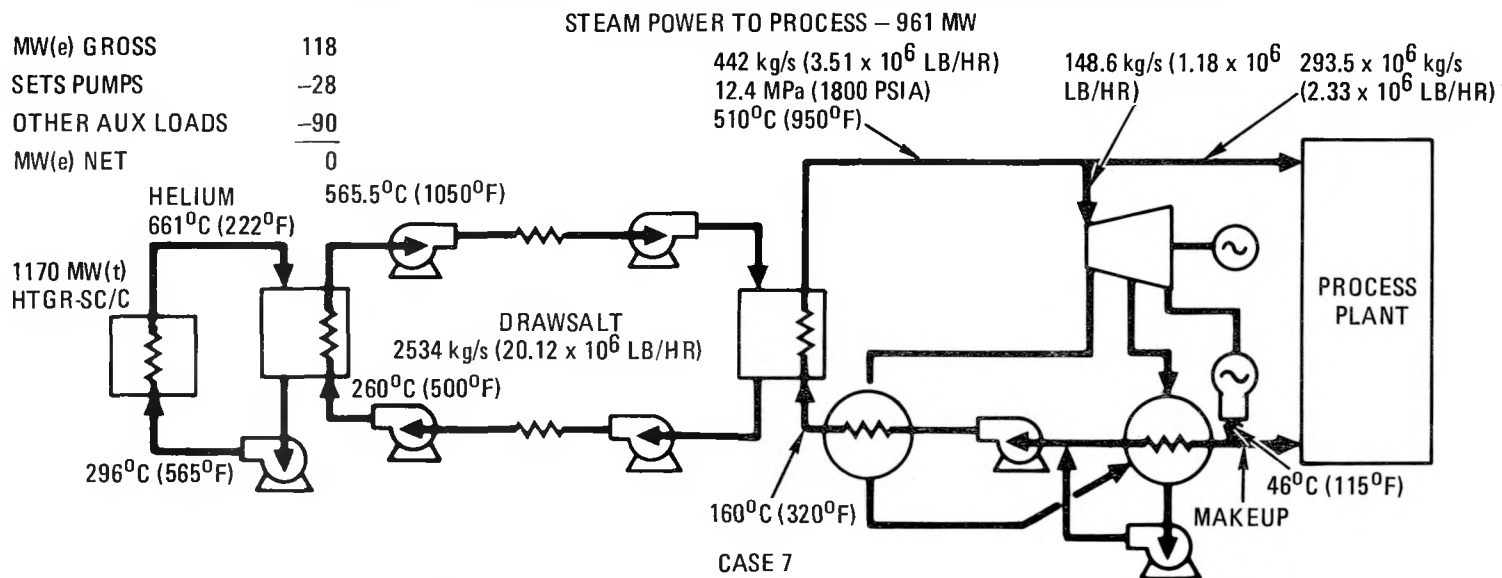 STEAM POWER TO PROCESS – 961 MW
MW(e) GROSS 118
SETS PUMPS –28
OTHER AUX LOADS –90
MW(e) NET 0
442 kg/s (3.51 x 10⁶ LB/HR)
12.4 MPa (1800 PSIA)
510⁰C (950⁰F)
148.6 kg/s (1.18 x 10⁶
LB/HR)
293.5 x 10⁶ kg/s
(2.33 x 10⁶ LB/HR)
HELIUM
661⁰C (222⁰F)
565.5⁰C (1050⁰F)
1170 MW(t)
HTGR-SC/C
DRAWSALT
2534 kg/s (20.12 x 10⁶ LB/HR)
260⁰C (500⁰F)
PROCESS
PLANT
296⁰C (565⁰F)
160⁰C (320⁰F)
46⁰C (115⁰F)
MAKEUP
CASE 7